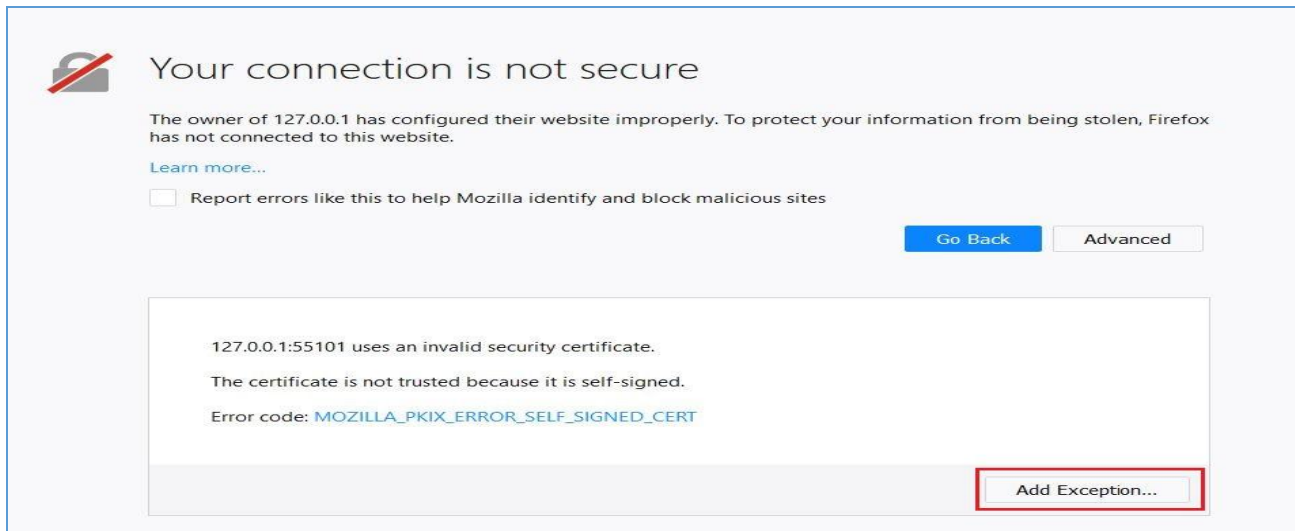 Your connection is not secure
The owner of 127.0.0.1 has configured their website improperly. To protect your information from being stolen, Firefox
has not connected to this website.
Learn more...
Report errors like this to help Mozilla identify and block malicious sites
Go Back Advanced
127.0.0.1:55101 uses an invalid security certificate.
The certificate is not trusted because it is self-signed.
Error code: MOZILLA_PKIX_ERROR_SELF_SIGNED_CERT
Add Exception...